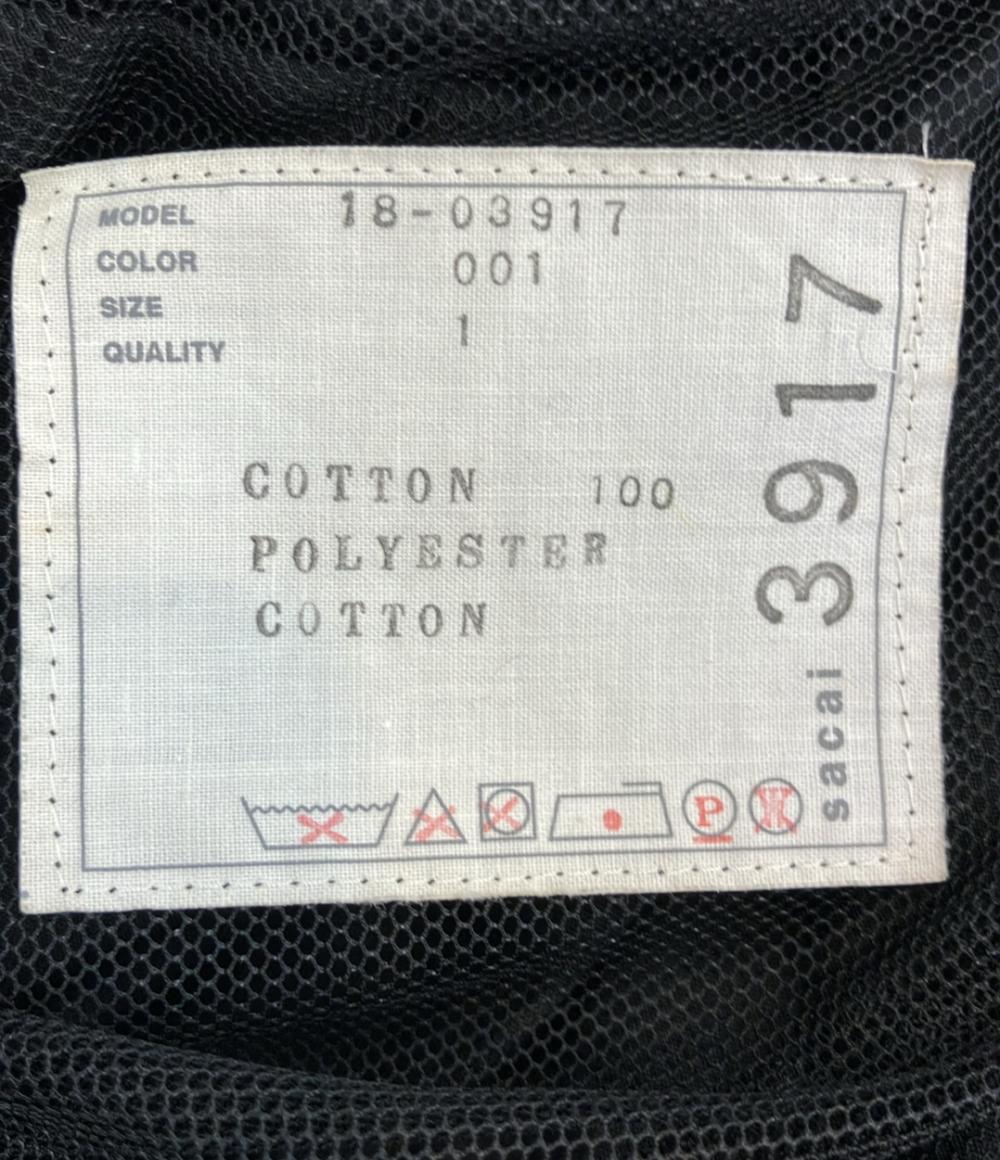 MODEL 18-03917
COLOR 001
SIZE 1
QUALITY
COTTON 100
POLYESTER
COTTON
P
W
sacai 3917